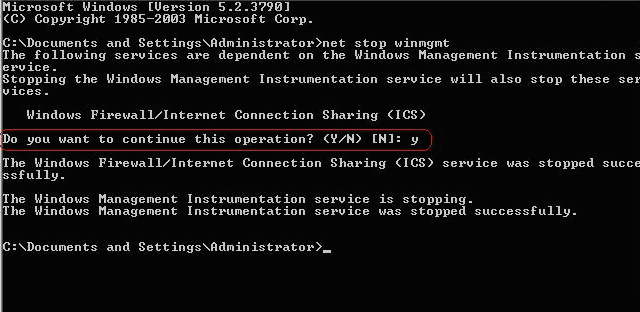 Microsoft Windows [Version 5.2.3790]
(C) Copyright 1985-2003 Microsoft Corp.
C:\Documents and Settings\Administrator>net stop winmgmt
The following services are dependent on the Windows Management Instrumentation s
ervice.
Stopping the Windows Management Instrumentation service will also stop these ser
vices.
Windows Firewall/Internet Connection Sharing (ICS)
Do you want to continue this operation? (Y/N) [N]: y
The Windows Firewall/Internet Connection Sharing (ICS) service was stopped succe
ssfully.
The Windows Management Instrumentation service is stopping.
The Windows Management Instrumentation service was stopped successfully.
C:\Documents and Settings\Administrator>_